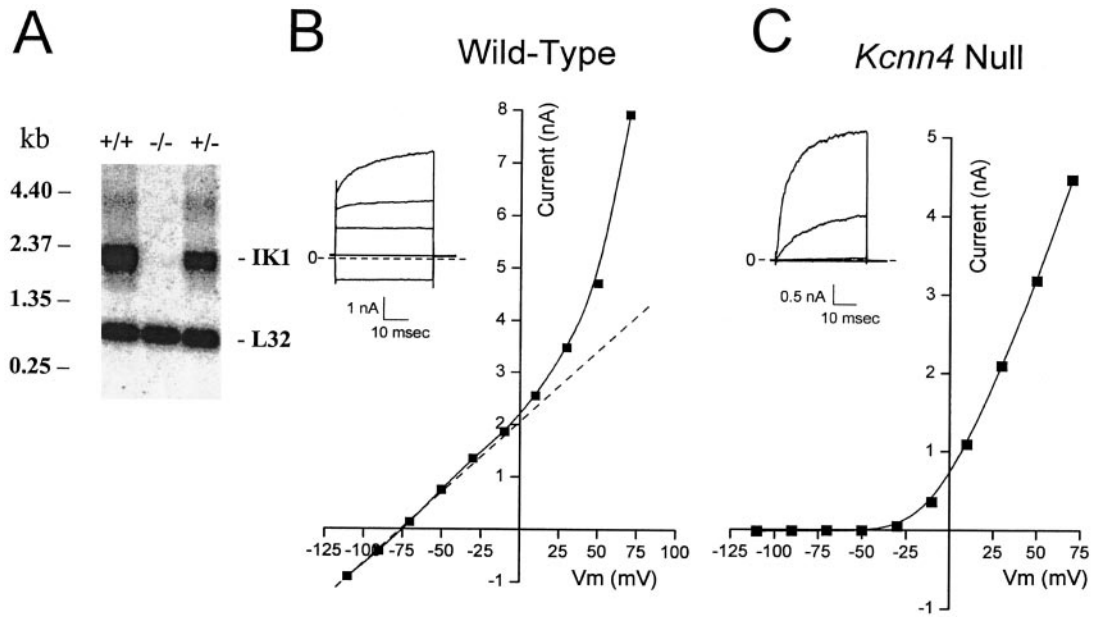 A
kb
+/+ -/- +/-
4.40 –
2.37 –
1.35 –
0.25 –
- IK1
- L32
B
Wild-Type
Current (nA)
8
7
6
5
4
3
2
1
-1
-125 -100 -75 -50 -25 25 50 75 100
Vm (mV)
0-
1 nA
10 msec
C
Kcnn4 Null
Current (nA)
5
4
3
2
1
-1
-125 -100 -75 -50 -25 25 50 75
Vm (mV)
0-
0.5 nA
10 msec